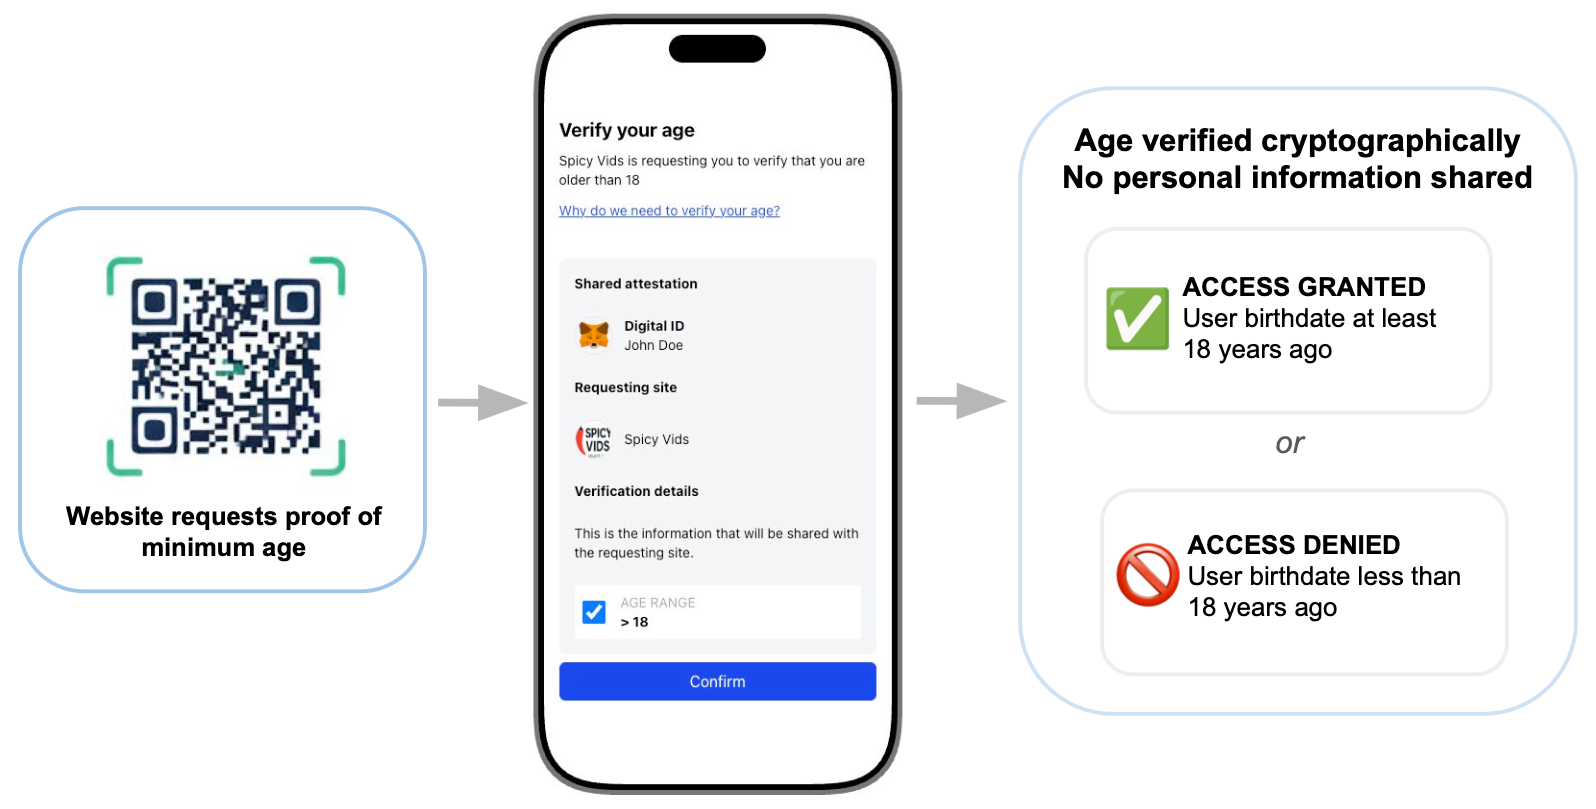 Website requests proof of
minimum age
Verify your age
Spicy Vids is requesting you to verify that you are
older than 18
Why do we need to verify your age?
Shared attestation
Digital ID
John Doe
Requesting site
SPICY
VIDS
Spicy Vids
Verification details
This is the information that will be shared with
the requesting site.
AGE RANGE
> 18
Confirm
Age verified cryptographically
No personal information shared
ACCESS GRANTED
User birthdate at least
18 years ago
or
ACCESS DENIED
User birthdate less than
18 years ago